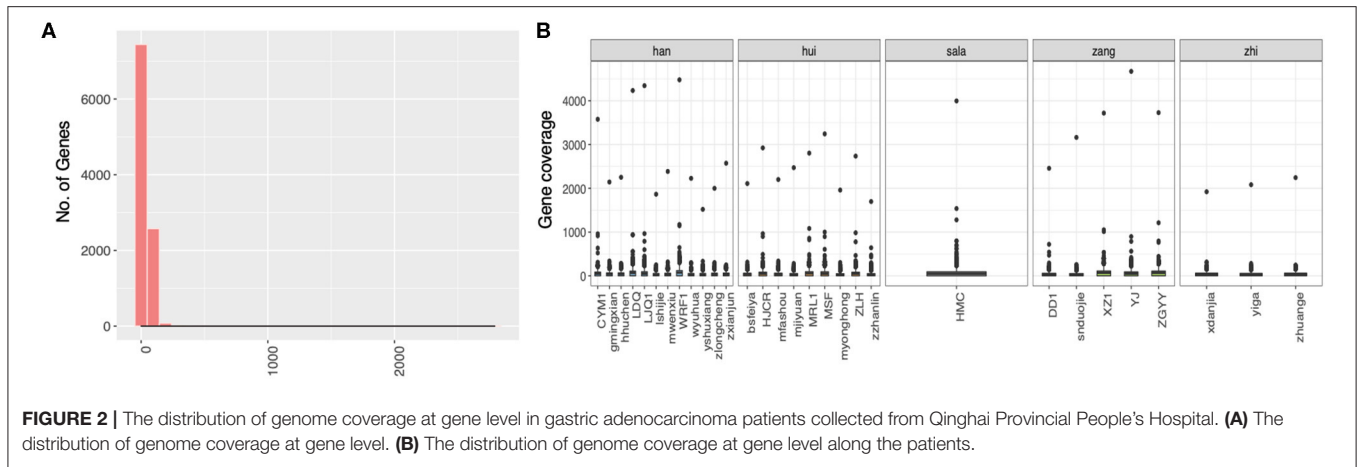 A
No. of Genes
6000
4000
2000
0
0
1000
2000
B
han
hui
sala
zang
zhi
Gene coverage
4000
3000
2000
1000
0
CYM1
gmingxian
hhuchen
LDQ
LJQ1
lshijie
mwenxiu
WRF1
wyuhua
yshuxiang
zlongcheng
zxianjun
bsfeiya
HJCR
mfashou
mjiyuan
MRL1
MSF
myonghong
ZLH
zzhanlin
HMC
DD1
snduojie
XZ1
YJ
ZGYY
xdanjia
yiga
zhuange
FIGURE 2 | The distribution of genome coverage at gene level in gastric adenocarcinoma patients collected from Qinghai Provincial People's Hospital. (A) The
distribution of genome coverage at gene level. (B) The distribution of genome coverage at gene level along the patients.